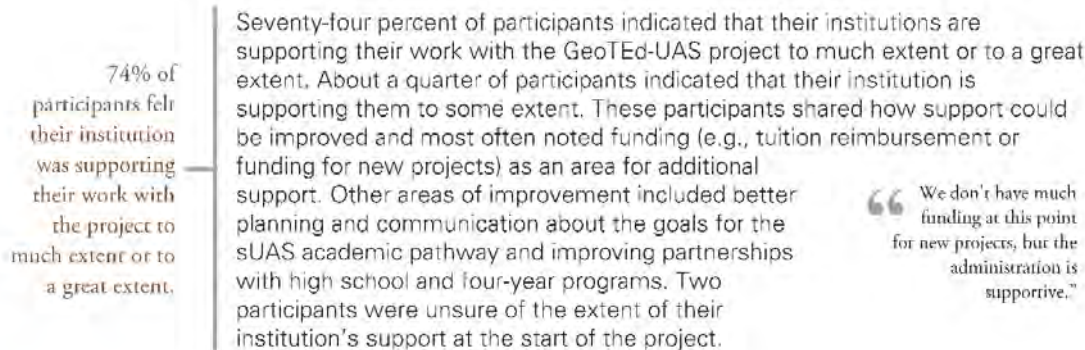 74% of
participants felt
their institution
was supporting
their work with
the project to
much extent or to
a great extent.
Seventy-four percent of participants indicated that their institutions are
supporting their work with the GeoTEd-UAS project to much extent or to a great
extent. About a quarter of participants indicated that their institution is
supporting them to some extent. These participants shared how support could
be improved and most often noted funding (e.g., tuition reimbursement or
funding for new projects) as an area for additional
support. Other areas of improvement included better
planning and communication about the goals for the
sUAS academic pathway and improving partnerships
with high school and four-year programs. Two
participants were unsure of the extent of their
institution's support at the start of the project.
“ We don't have much
funding at this point
for new projects, but the
administration is
supportive.”